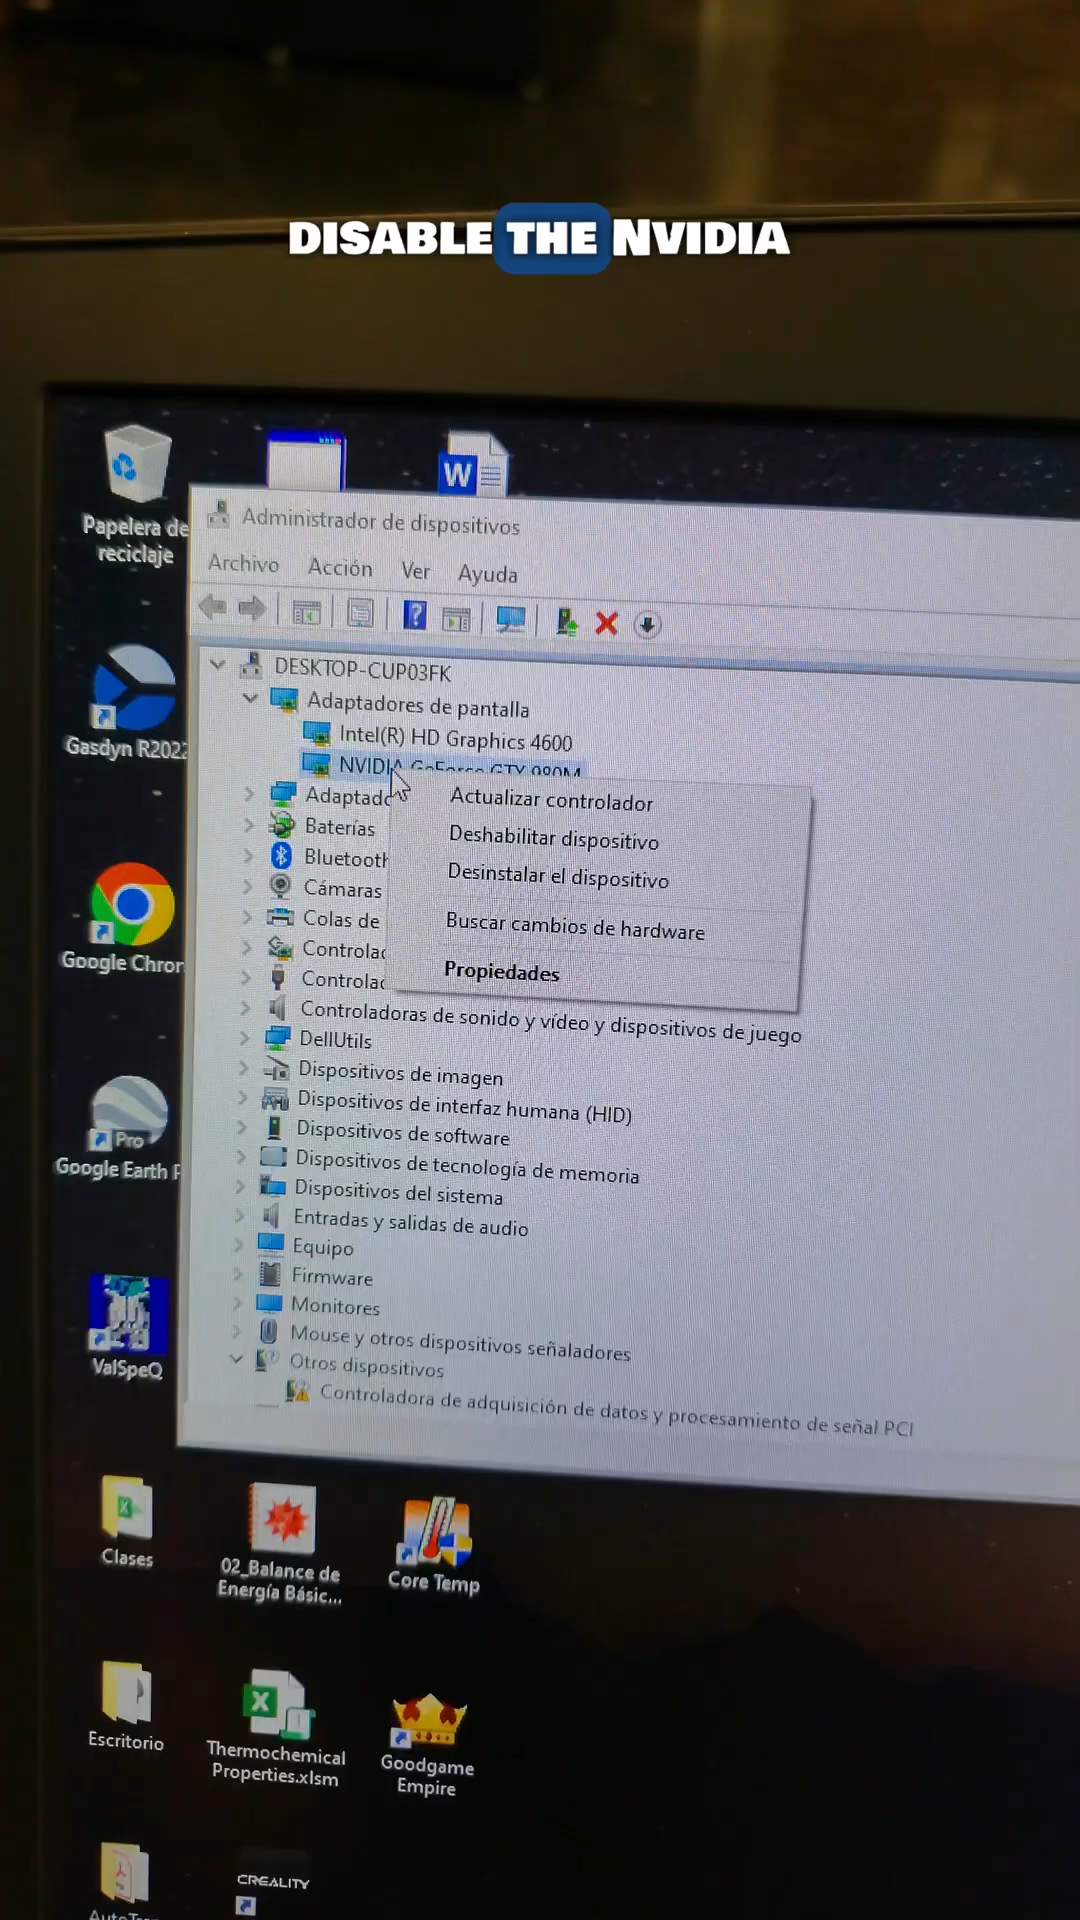 DISABLE THE NVIDIA
Papelera de
reciclaje
W
Administrador de dispositivos
Archivo Acción Ver Ayuda
DESKTOP-CUP03FK
Adaptadores de pantalla
Intel(R) HD Graphics 4600
NVIDIA GeForce GTX 980M
Adaptado
Actualizar controlador
Baterías
Deshabilitar dispositivo
Bluetooth
Desinstalar el dispositivo
Cámaras
Colas de
Buscar cambios de hardware
Controlad
Propiedades
Controlad
Controladoras de sonido y vídeo y dispositivos de juego
DellUtils
Dispositivos de imagen
Dispositivos de interfaz humana (HID)
Dispositivos de software
Dispositivos de tecnología de memoria
Dispositivos del sistema
Entradas y salidas de audio
Equipo
Firmware
Monitores
Mouse y otros dispositivos señaladores
Otros dispositivos
Controladora de adquisición de datos y procesamiento de señal PCI
Gasdyn R2022
Google Chron
Pro
Google Earth P
ValSpeQ
Clases
02_Balance de
Energía Básic...
Core Temp
Escritorio
Thermochemical
Properties.xlsm
Goodgame
Empire
CREALITY